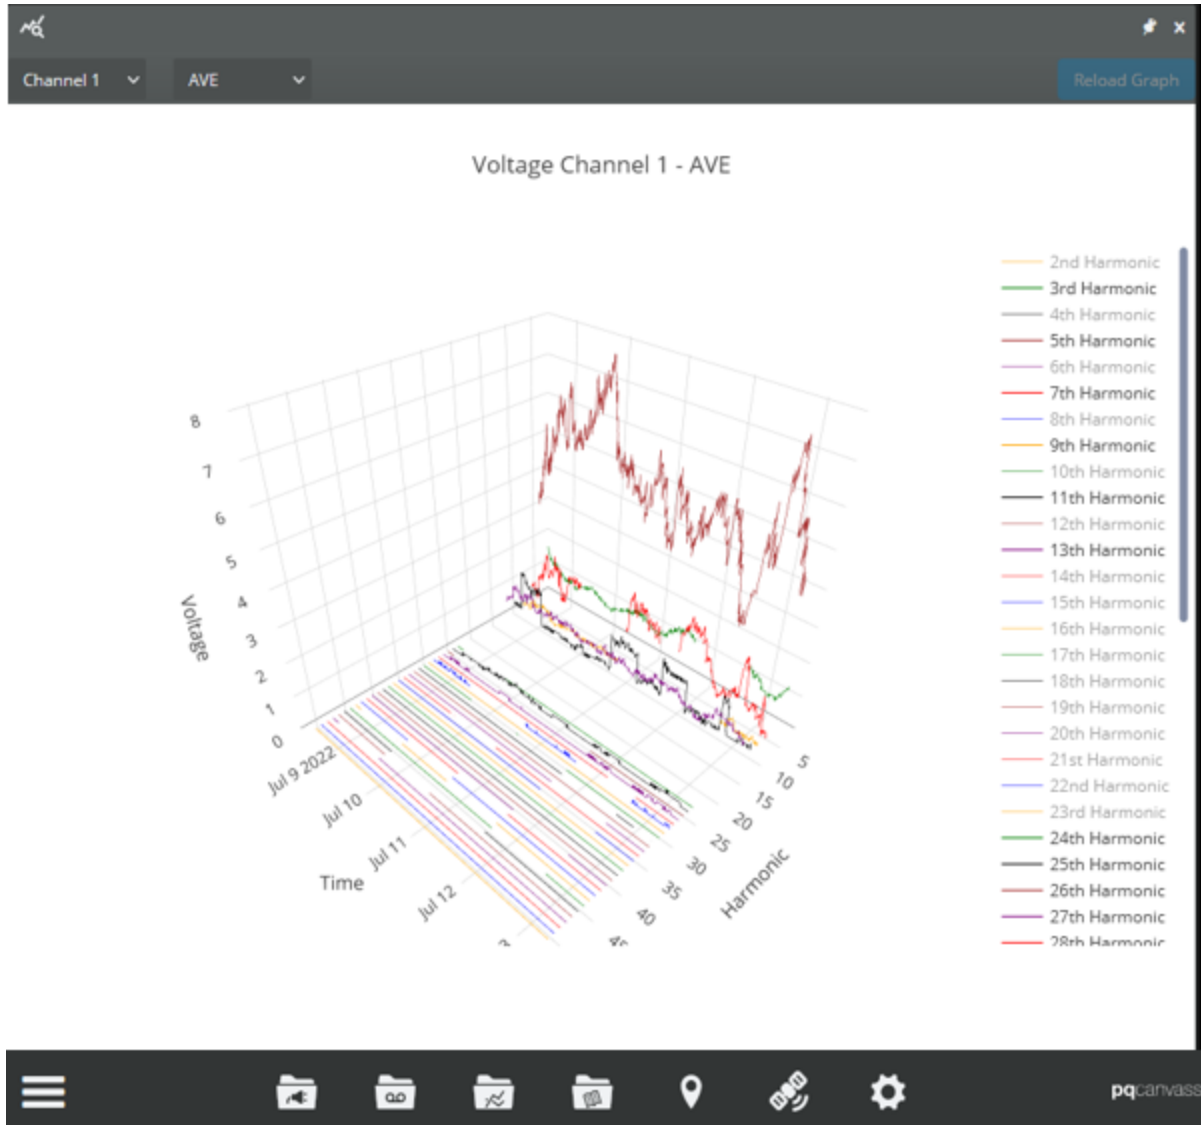 Channel 1
AVE
Reload Graph
Voltage Channel 1 - AVE
2nd Harmonic
3rd Harmonic
4th Harmonic
5th Harmonic
6th Harmonic
7th Harmonic
8th Harmonic
9th Harmonic
10th Harmonic
11th Harmonic
12th Harmonic
13th Harmonic
14th Harmonic
15th Harmonic
16th Harmonic
17th Harmonic
18th Harmonic
19th Harmonic
20th Harmonic
21st Harmonic
22nd Harmonic
23rd Harmonic
24th Harmonic
25th Harmonic
26th Harmonic
27th Harmonic
28th Harmonic
8
7
6
5
4
3
2
1
0
Voltage
Jul 9 2022
Jul 10
Jul 11
Jul 12
Time
5
10
15
20
25
30
35
40
45
Harmonic
pqcanvass